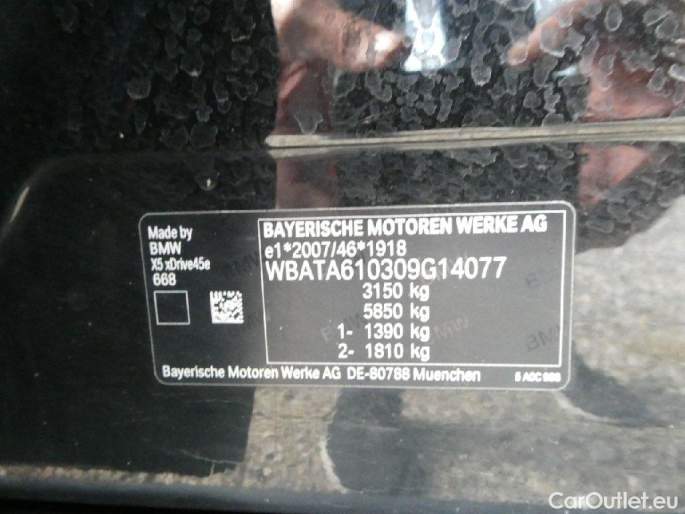 Made by
BMW
X5 xDrive45e
668
BAYERISCHE MOTOREN WERKE AG
e1*2007/46*1918
WBATA610309G14077
3150 kg
5850 kg
1- 1390 kg
2- 1810 kg
Bayerische Motoren Werke AG DE-80788 Muenchen
CarOutlet.eu